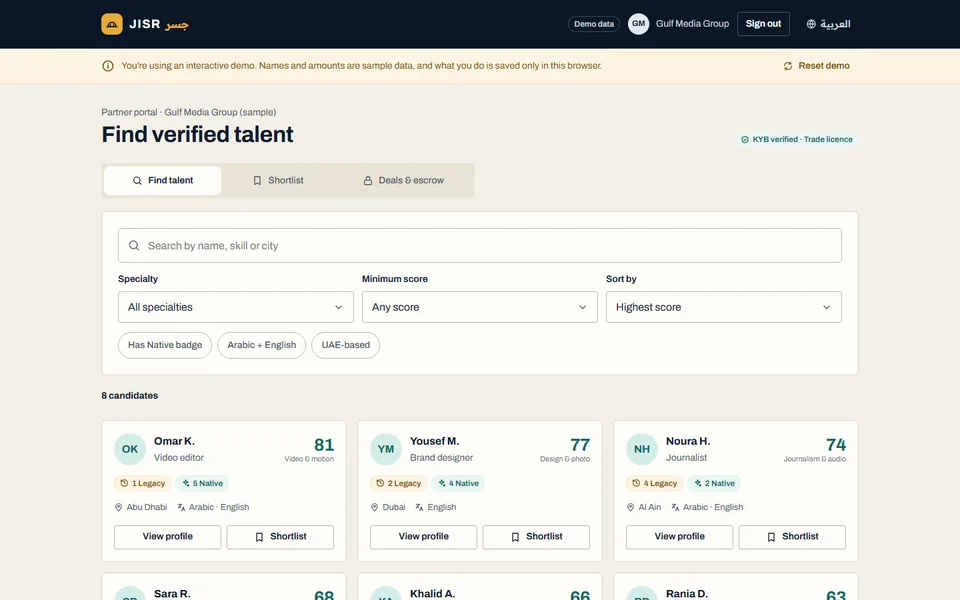 JISR جسر
Demo data
GM
Gulf Media Group
Sign out
العربية
You're using an interactive demo. Names and amounts are sample data, and what you do is saved only in this browser.
Reset demo
Partner portal · Gulf Media Group (sample)
Find verified talent
KYB verified · Trade licence
Find talent
Shortlist
Deals & escrow
Search by name, skill or city
Specialty
Minimum score
Sort by
All specialties
Any score
Highest score
Has Native badge
Arabic + English
UAE-based
8 candidates
OK
Omar K.
Video editor
81
Video & motion
1 Legacy
5 Native
Abu Dhabi
Arabic · English
View profile
Shortlist
YM
Yousef M.
Brand designer
77
Design & photo
2 Legacy
4 Native
Dubai
English
View profile
Shortlist
NH
Noura H.
Journalist
74
Journalism & audio
4 Legacy
2 Native
Al Ain
Arabic · English
View profile
Shortlist
Sara R.
68
Khalid A.
66
Rania D.
63